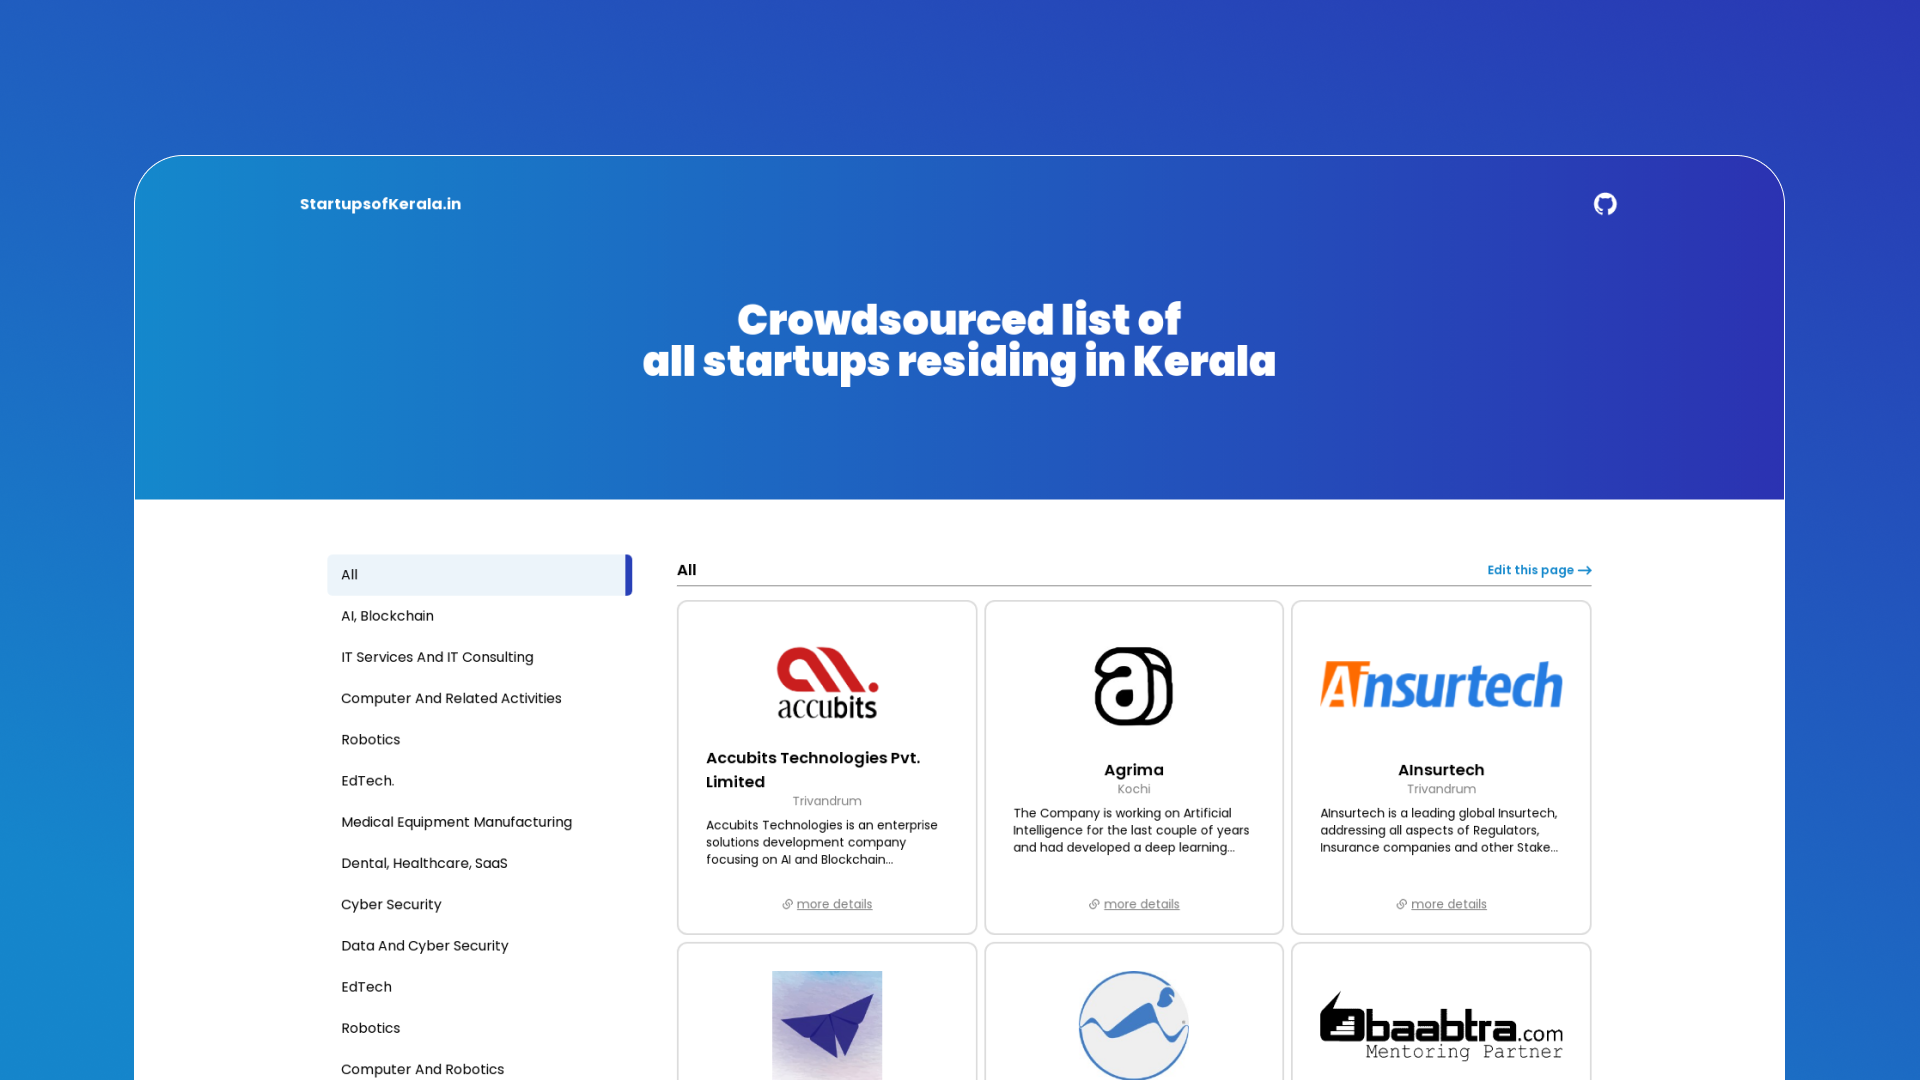 StartupsofKerala.in
Crowdsourced list of
all startups residing in Kerala
All
AI, Blockchain
IT Services And IT Consulting
Computer And Related Activities
Robotics
EdTech.
Medical Equipment Manufacturing
Dental, Healthcare, SaaS
Cyber Security
Data And Cyber Security
EdTech
Robotics
Computer And Robotics
All
Edit this page
accubits
Accubits Technologies Pvt.
Limited
Trivandrum
Accubits Technologies is an enterprise
solutions development company
focusing on AI and Blockchain...
more details
ai
Agrima
Kochi
The Company is working on Artificial
Intelligence for the last couple of years
and had developed a deep learning...
more details
AInsurtech
AInsurtech
Trivandrum
AInsurtech is a leading global Insurtech,
addressing all aspects of Regulators,
Insurance companies and other Stake...
more details
baabtra.com
Mentoring Partner